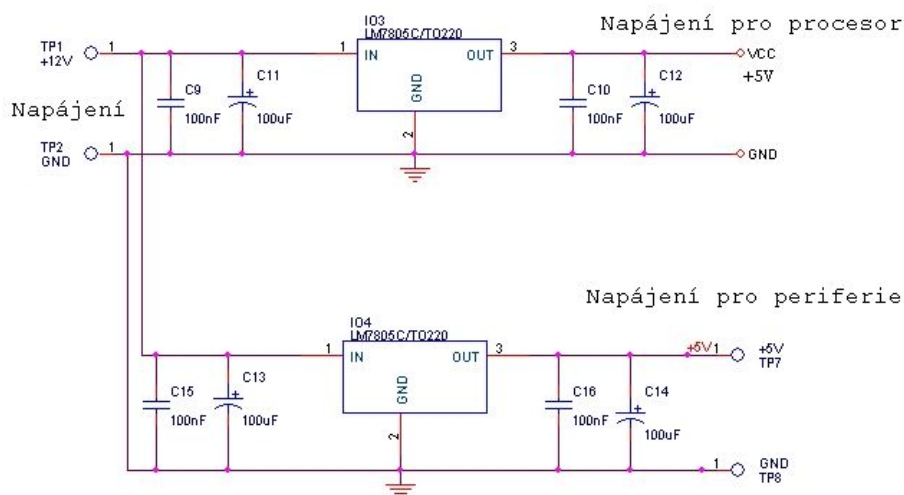 Napájení pro procesor
IO3
LM7805C/TO220
TP1
+12V
1
1
IN
OUT
3
VCC
+5V
GND
C9
100nF
C11
+
100uF
C10
100nF
C12
+
100uF
Napájení
2
TP2
GND
1
GND
Napájení pro periferie
IO4
LM7805C/TO220
1
IN
OUT
3
+5V
1
+5V
TP7
GND
C15
100nF
C13
+
100uF
C16
100nF
C14
+
100uF
2
1
GND
TP8